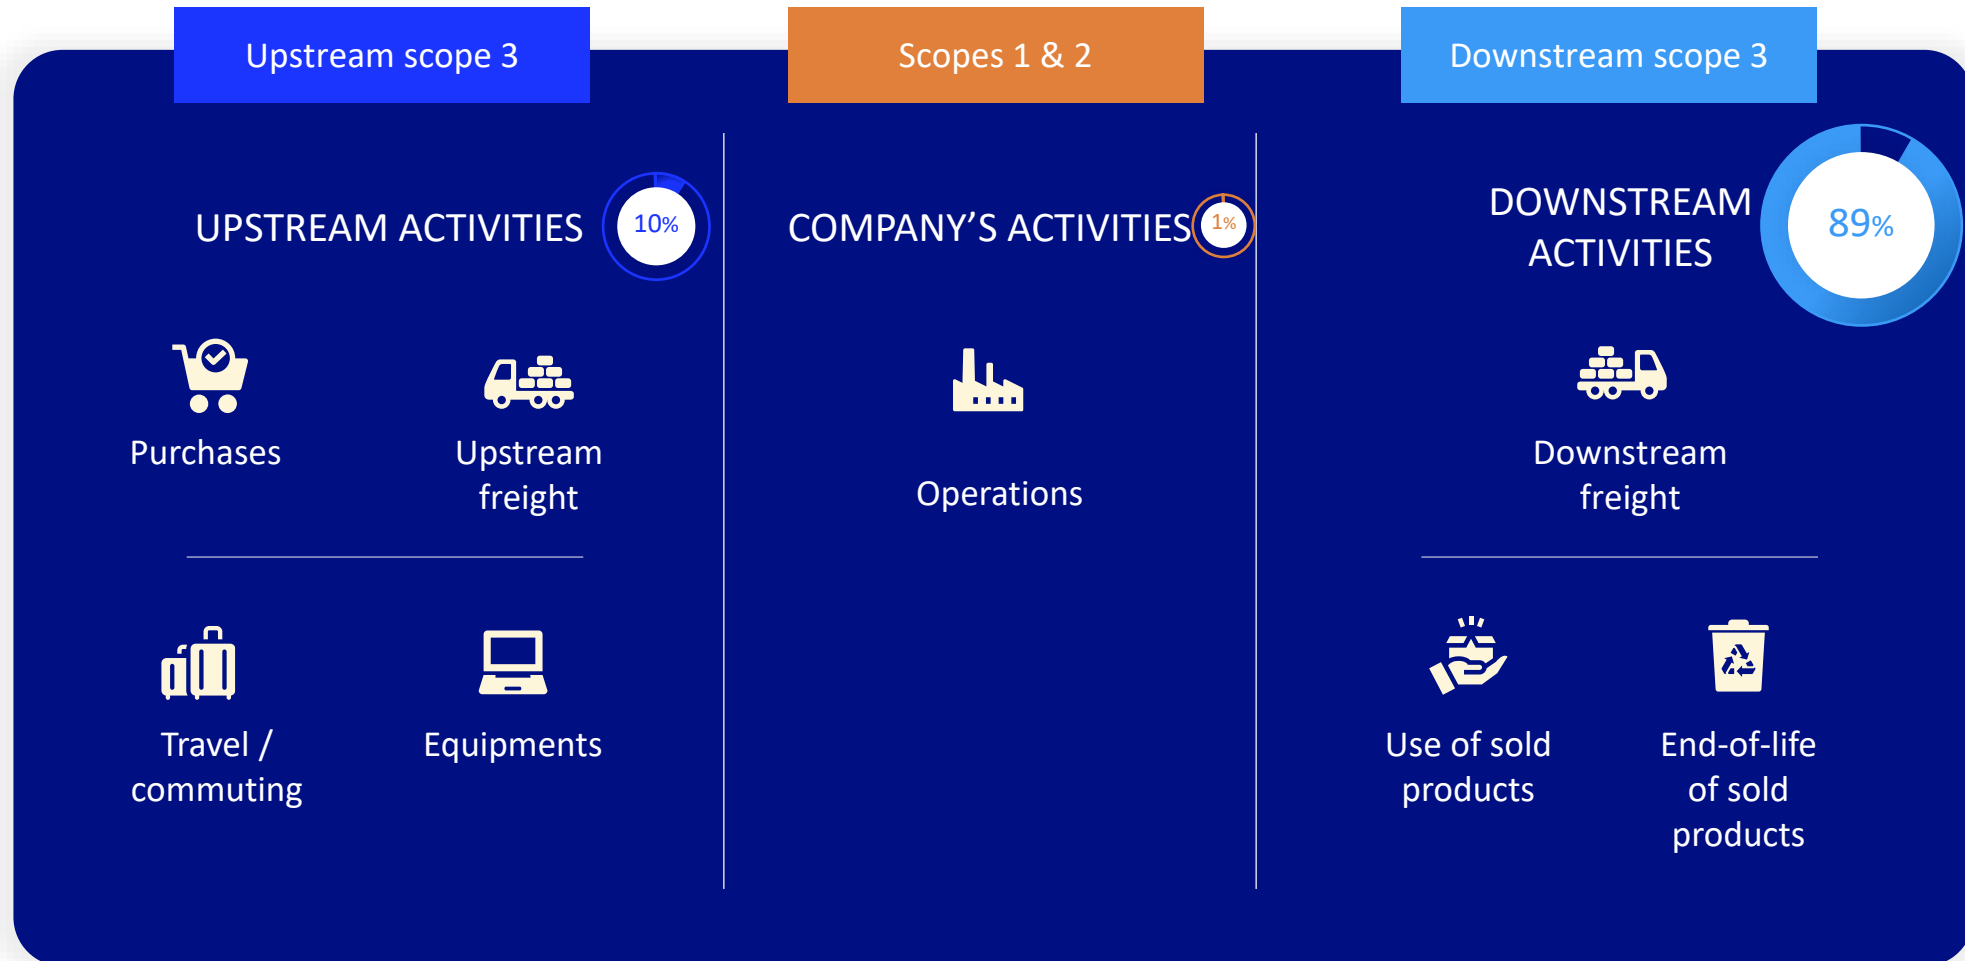 Upstream scope 3
Scopes 1 & 2
Downstream scope 3
UPSTREAM ACTIVITIES
10%
COMPANY’S ACTIVITIES
1%
DOWNSTREAM
ACTIVITIES
89%
Purchases
Upstream
freight
Travel /
commuting
Equipments
Operations
Downstream
freight
Use of sold
products
End-of-life
of sold
products